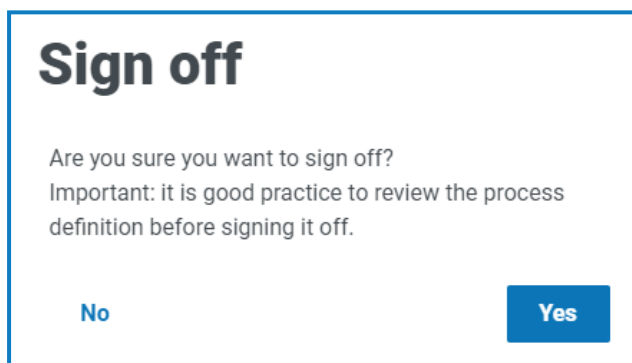 Sign off
Are you sure you want to sign off?
Important: it is good practice to review the process
definition before signing it off.
No
Yes